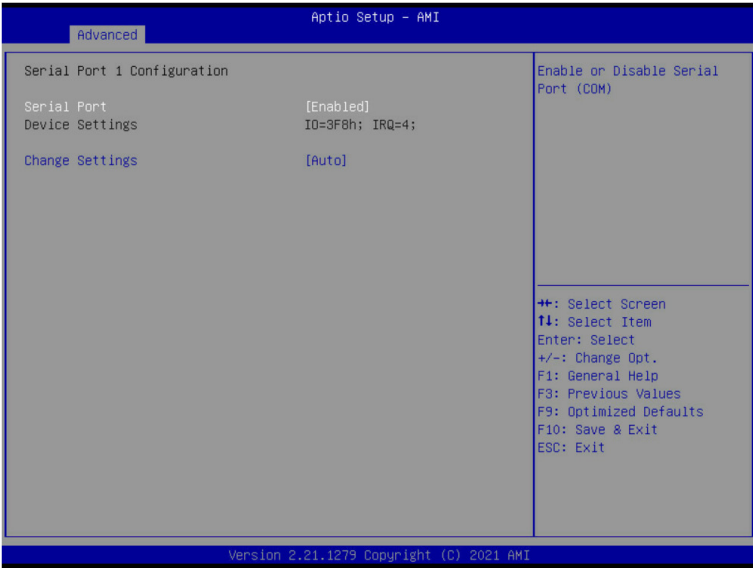 Aptio Setup – AMI
Advanced
Serial Port 1 Configuration
Serial Port [Enabled]
Device Settings IO=3F8h; IRQ=4;
Change Settings [Auto]
Enable or Disable Serial
Port (COM)
→←: Select Screen
↑↓: Select Item
Enter: Select
+/-: Change Opt.
F1: General Help
F3: Previous Values
F9: Optimized Defaults
F10: Save & Exit
ESC: Exit
Version 2.21.1279 Copyright (C) 2021 AMI